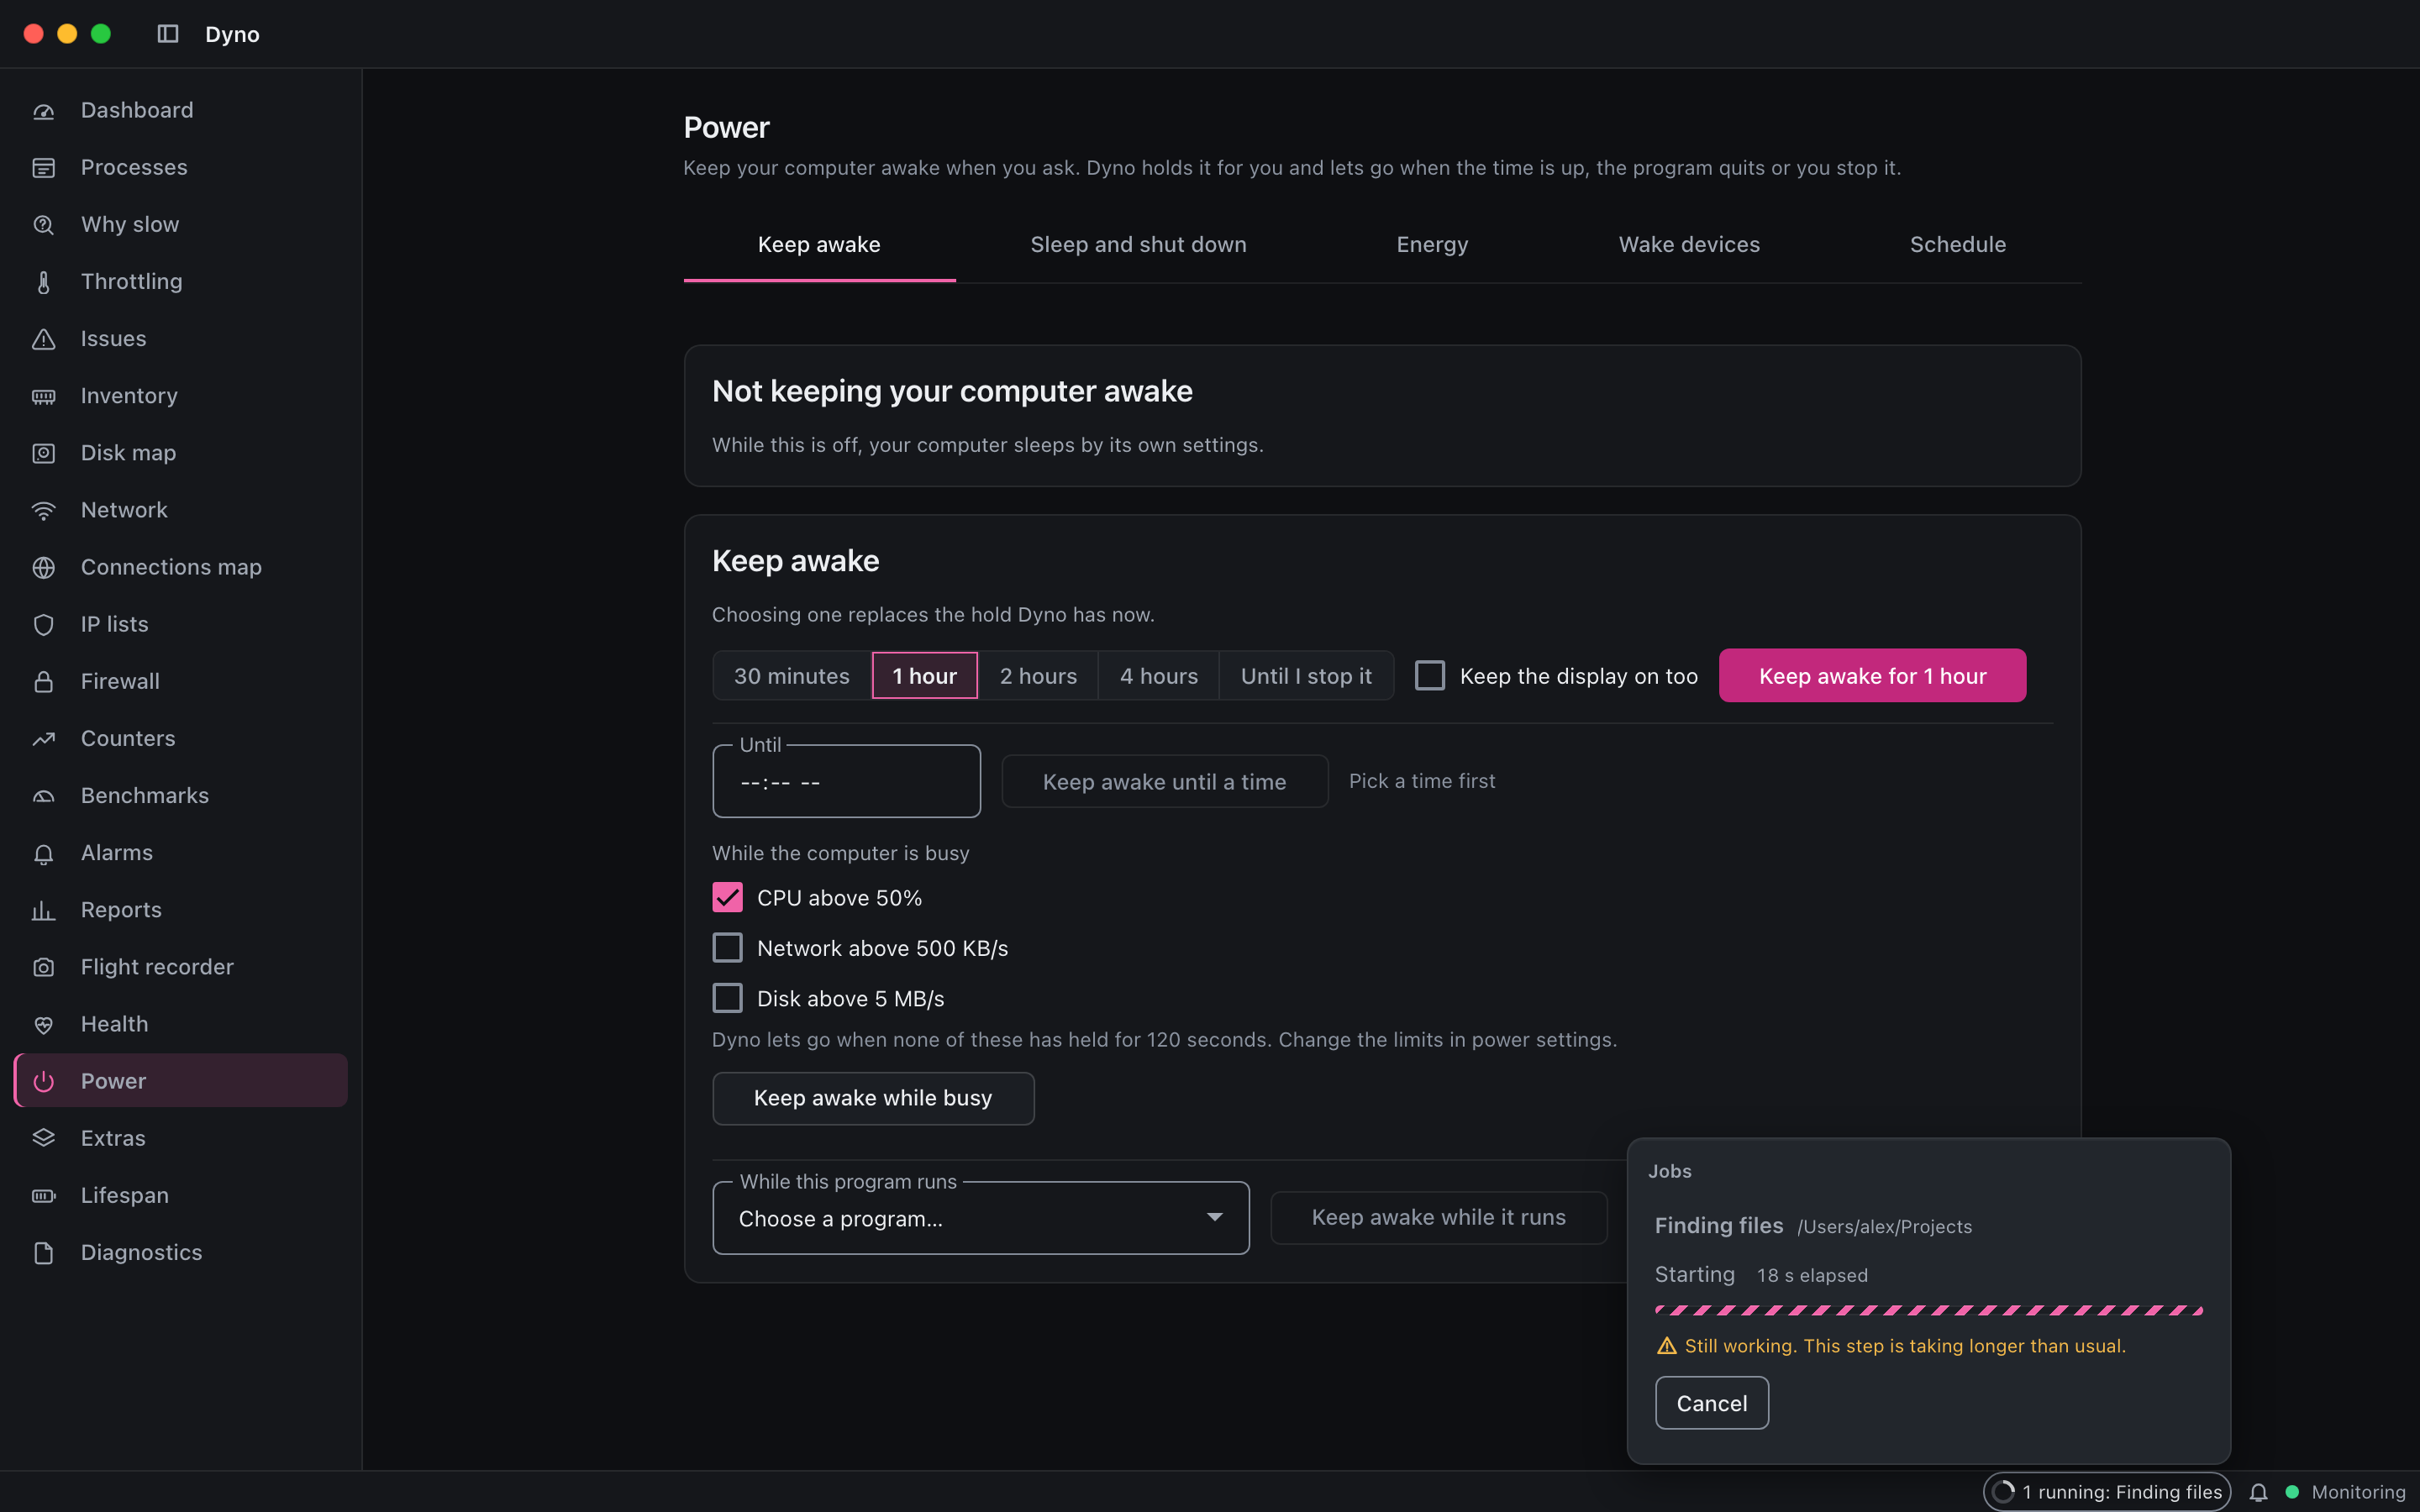 Dyno
Dashboard
Processes
Why slow
Throttling
Issues
Inventory
Disk map
Network
Connections map
IP lists
Firewall
Counters
Benchmarks
Alarms
Reports
Flight recorder
Health
Power
Extras
Lifespan
Diagnostics
Power
Keep your computer awake when you ask. Dyno holds it for you and lets go when the time is up, the program quits or you stop it.
Keep awake Sleep and shut down Energy Wake devices Schedule
Not keeping your computer awake
While this is off, your computer sleeps by its own settings.
Keep awake
Choosing one replaces the hold Dyno has now.
30 minutes 1 hour 2 hours 4 hours Until I stop it Keep the display on too Keep awake for 1 hour
Until
--:-- -- Keep awake until a time Pick a time first
While the computer is busy
CPU above 50%
Network above 500 KB/s
Disk above 5 MB/s
Dyno lets go when none of these has held for 120 seconds. Change the limits in power settings.
Keep awake while busy
While this program runs
Choose a program... Keep awake while it runs
Jobs
Finding files /Users/alex/Projects
Starting 18 s elapsed
Still working. This step is taking longer than usual.
Cancel
1 running: Finding files Monitoring